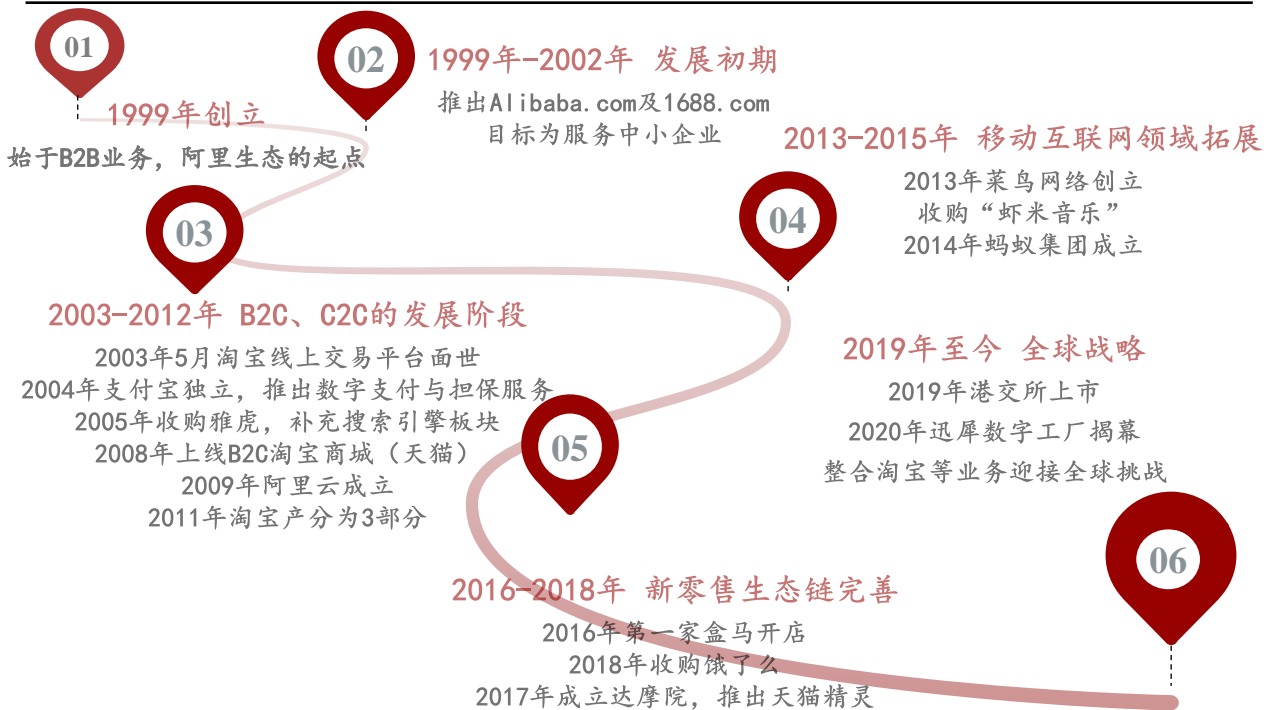 01
1999年创立
始于B2B业务，阿里生态的起点
02
1999年-2002年 发展初期
推出Alibaba.com及1688.com
目标为服务中小企业
03
2003-2012年 B2C、C2C的发展阶段
2003年5月淘宝线上交易平台面世
2004年支付宝独立，推出数字支付与担保服务
2005年收购雅虎，补充搜索引擎板块
2008年上线B2C淘宝商城（天猫）
2009年阿里云成立
2011年淘宝产分为3部分
04
2013-2015年 移动互联网领域拓展
2013年菜鸟网络创立
收购“虾米音乐”
2014年蚂蚁集团成立
05
2016-2018年 新零售生态链完善
2016年第一家盒马开店
2018年收购饿了么
2017年成立达摩院，推出天猫精灵
06
2019年至今 全球战略
2019年港交所上市
2020年迅犀数字工厂揭幕
整合淘宝等业务迎接全球挑战